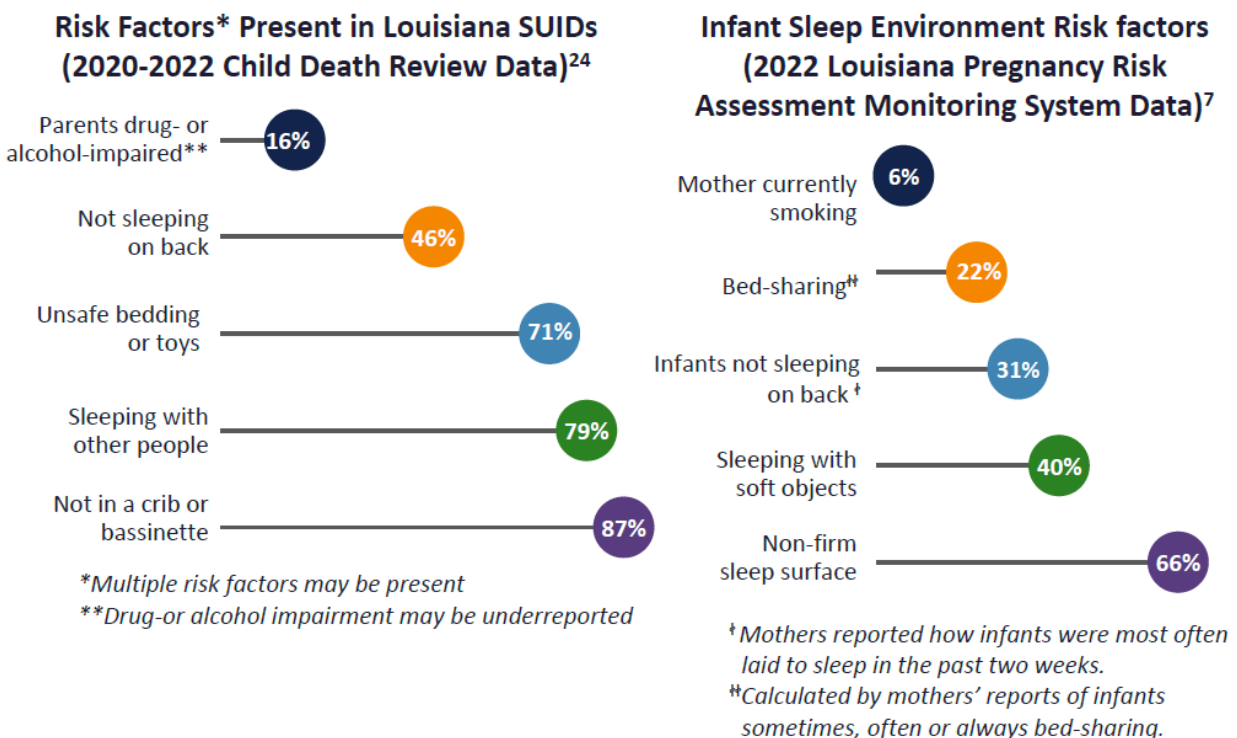 Risk Factors* Present in Louisiana SUIDs
(2020-2022 Child Death Review Data)24
Parents drug- or
alcohol-impaired**
16%
Not sleeping
on back
46%
Unsafe bedding
or toys
71%
Sleeping with
other people
79%
Not in a crib or
bassinette
87%
*Multiple risk factors may be present
**Drug-or alcohol impairment may be underreported
Infant Sleep Environment Risk factors
(2022 Louisiana Pregnancy Risk
Assessment Monitoring System Data)7
Mother currently
smoking
6%
Bed-sharingƚƚ
22%
Infants not sleeping
on back ƚ
31%
Sleeping with
soft objects
40%
Non-firm
sleep surface
66%
ƚ Mothers reported how infants were most often
laid to sleep in the past two weeks.
ƚƚCalculated by mothers’ reports of infants
sometimes, often or always bed-sharing.